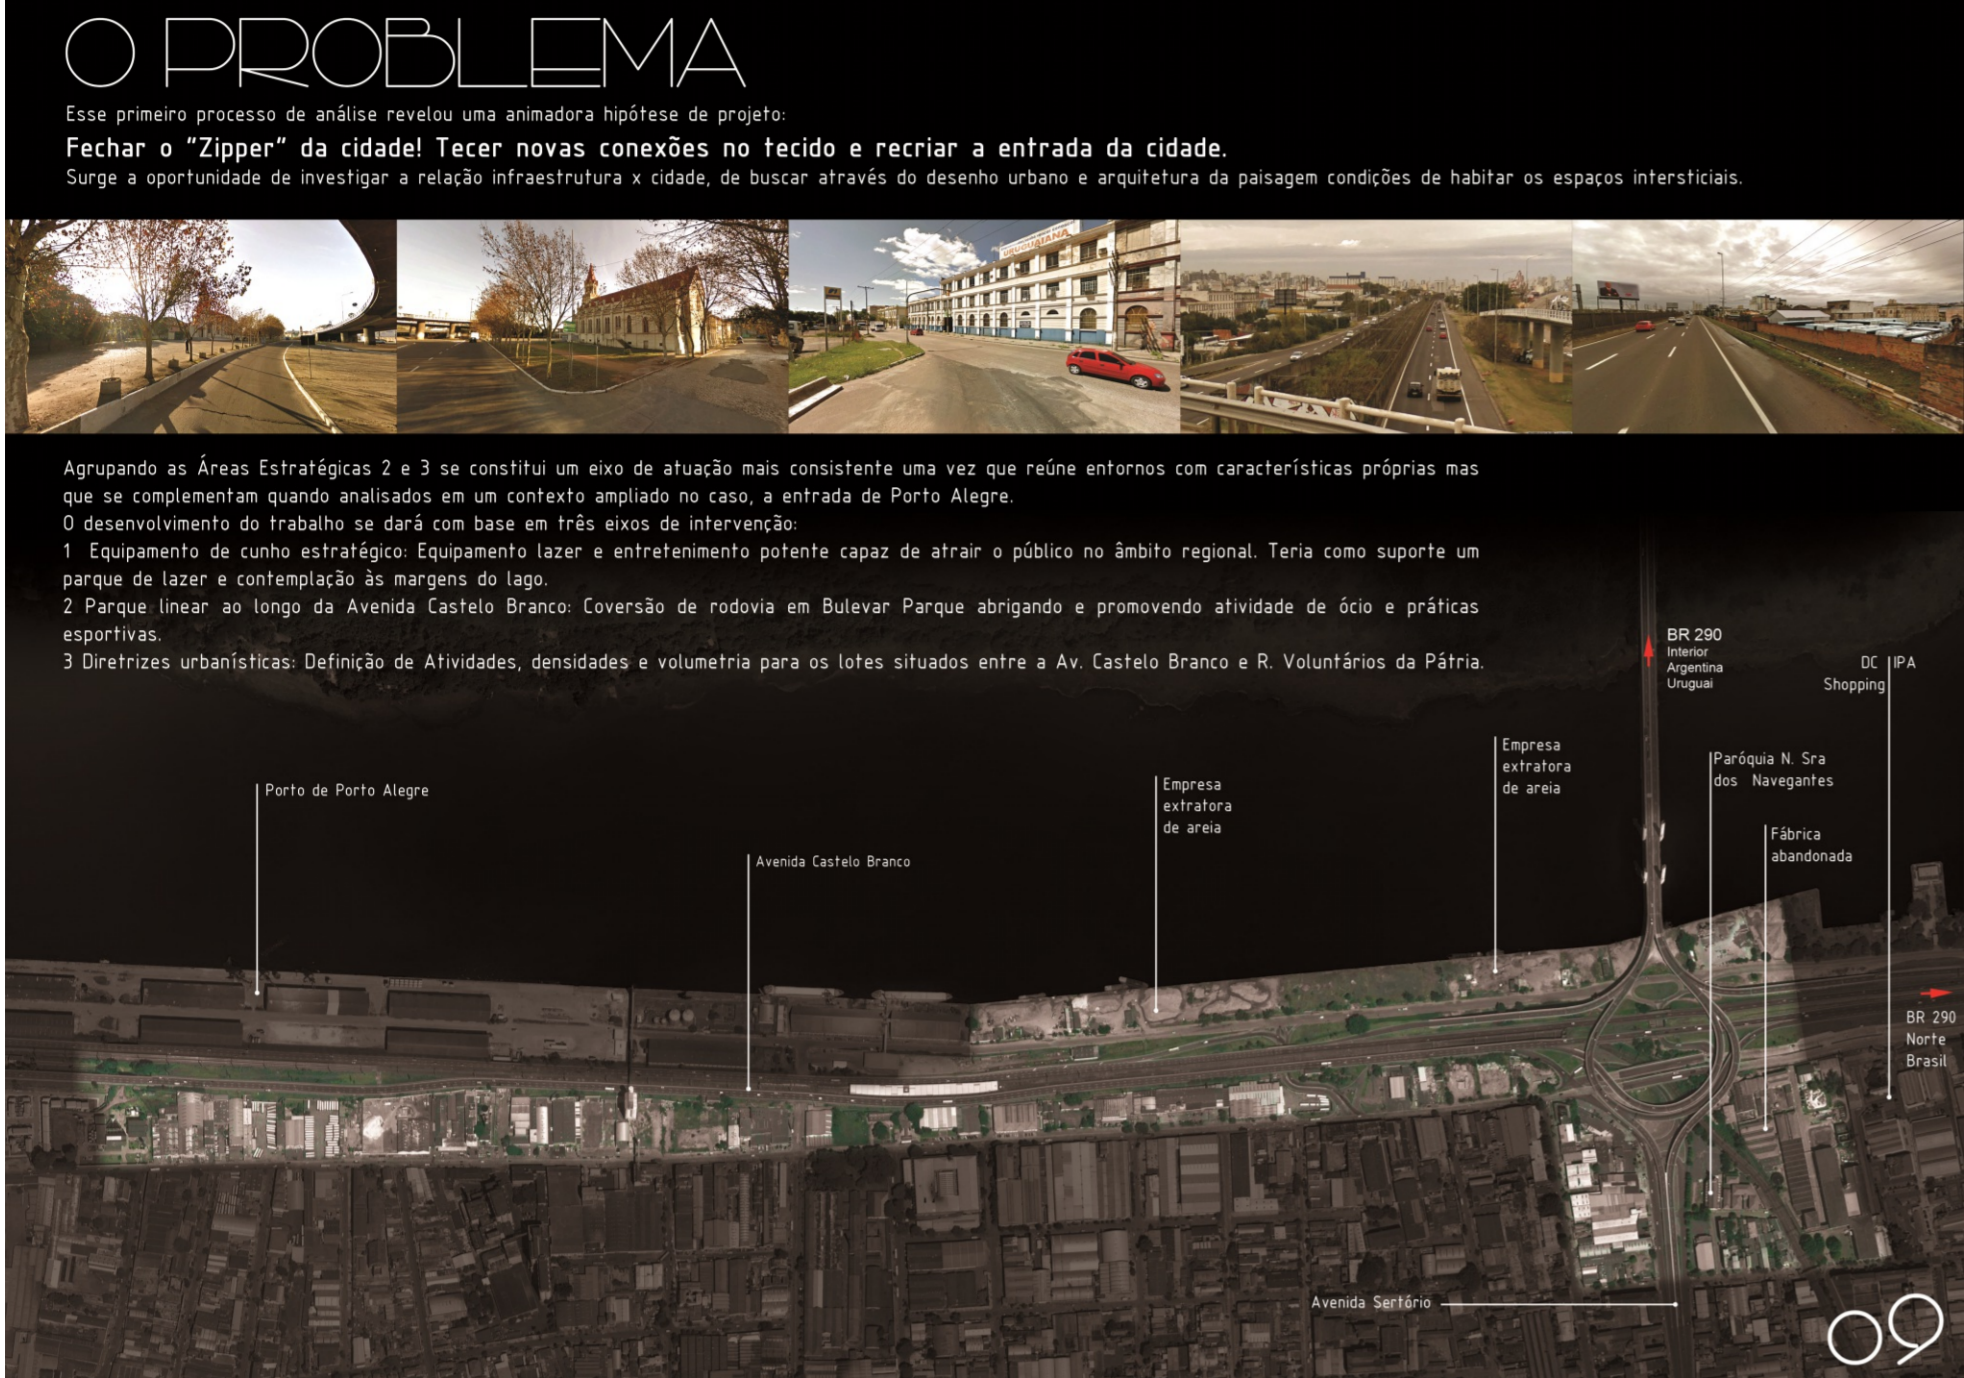 O PROBLEMA
Esse primeiro processo de análise revelou uma animadora hipótese de projeto:
Fechar o "Zipper" da cidade! Tecer novas conexões no tecido e recriar a entrada da cidade.
Surge a oportunidade de investigar a relação infraestrutura x cidade, de buscar através do desenho urbano e arquitetura da paisagem condições de habitar os espaços intersticiais.
URUGUAIANA
Agrupando as Áreas Estratégicas 2 e 3 se constitui um eixo de atuação mais consistente uma vez que reúne entornos com características próprias mas
que se complementam quando analisados em um contexto ampliado no caso, a entrada de Porto Alegre.
O desenvolvimento do trabalho se dará com base em três eixos de intervenção:
1 Equipamento de cunho estratégico: Equipamento lazer e entretenimento potente capaz de atrair o público no âmbito regional. Teria como suporte um
parque de lazer e contemplação às margens do lago.
2 Parque linear ao longo da Avenida Castelo Branco: Coversão de rodovia em Bulevar Parque abrigando e promovendo atividade de ócio e práticas
esportivas.
3 Diretrizes urbanísticas: Definição de Atividades, densidades e volumetria para os lotes situados entre a Av. Castelo Branco e R. Voluntários da Pátria.
BR 290
Interior
Argentina
Uruguai
DC IPA
Shopping
Empresa
extratora
de areia
Paróquia N. Sra
dos Navegantes
Porto de Porto Alegre
Empresa
extratora
de areia
Fábrica
abandonada
Avenida Castelo Branco
BR 290
Norte
Brasil
Avenida Sertório
09